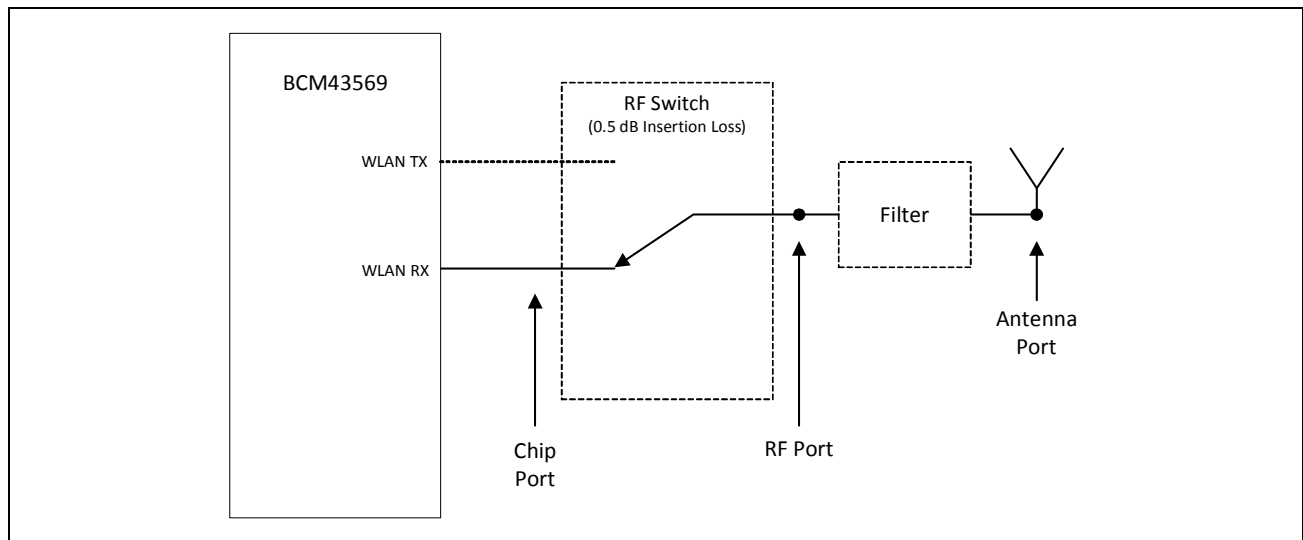 BCM43569
RF Switch
(0.5 dB Insertion Loss)
WLAN TX
Filter
WLAN RX
Antenna
Port
Chip
Port
RF Port